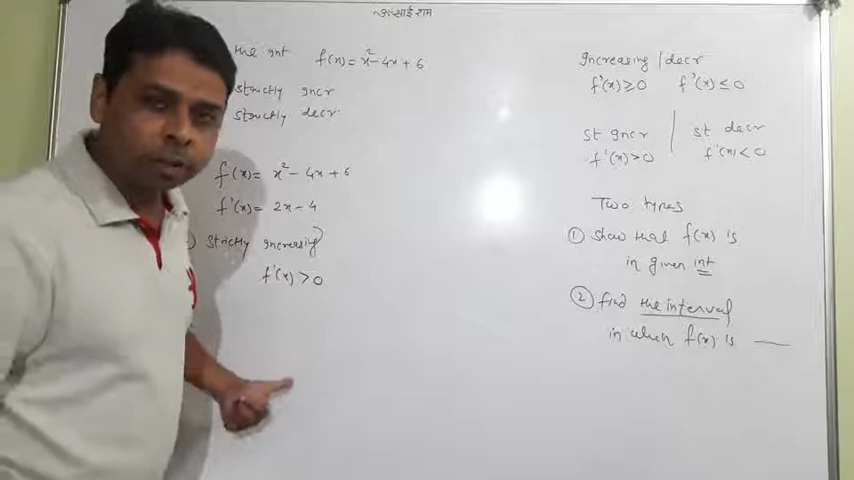 ॐ साई राम
the int f(x) = x² - 4x + 6
strictly incr
strictly decr
f(x) = x² - 4x + 6
f'(x) = 2x - 4
) strictly increasing
f'(x) > 0
Increasing / decr
f'(x) ≥ 0 f'(x) ≤ 0
st Incr st decr
f'(x) > 0 f'(x) < 0
Two types
① show that f(x) is
in given int
② find the interval
in which f(x) is ___